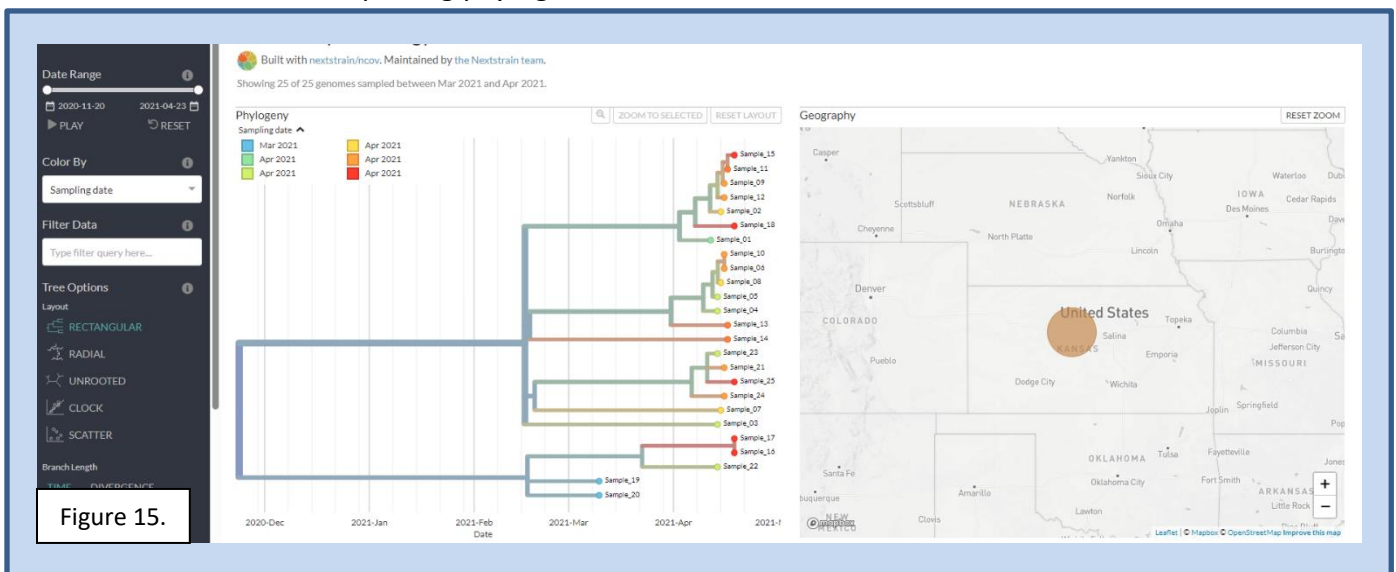 Built with nextstrain/ncov. Maintained by the Nextstrain team.
Showing 25 of 25 genomes sampled between Mar 2021 and Apr 2021.
Date Range
2020-11-20 2021-04-23
PLAY RESET
Color By
Sampling date
Filter Data
Type filter query here...
Tree Options
Layout
RECTANGULAR
RADIAL
UNROOTED
CLOCK
SCATTER
Branch Length
TIME DIVERGENCE
Figure 15.
Phylogeny
ZOOM TO SELECTED RESET LAYOUT
Sampling date
Mar 2021 Apr 2021
Apr 2021 Apr 2021
Apr 2021 Apr 2021
Sample_15
Sample_11
Sample_09
Sample_12
Sample_02
Sample_18
Sample_01
Sample_10
Sample_06
Sample_08
Sample_05
Sample_04
Sample_13
Sample_14
Sample_23
Sample_21
Sample_25
Sample_24
Sample_07
Sample_03
Sample_17
Sample_16
Sample_22
Sample_19
Sample_20
2020-Dec 2021-Jan 2021-Feb 2021-Mar 2021-Apr
Date
Geography RESET ZOOM
Casper
Yankton
Sioux City Waterloo
Scottsbluff NEBRASKA Norfolk IOWA Cedar Rapids
Des Moines
Cheyenne North Platte Omaha
Lincoln
Denver Quincy
COLORADO United States Topeka
Salina Columbia
KANSAS Emporia Jefferson City
Pueblo MISSOURI
Dodge City Wichita
Joplin Springfield
OKLAHOMA Tulsa Fayetteville
Santa Fe
Oklahoma City Fort Smith
Amarillo ARKANSAS
Little Rock
Lawton
NEW MEXICO Clovis
mapbox
+
−
Leaflet | © Mapbox © OpenStreetMap Improve this map